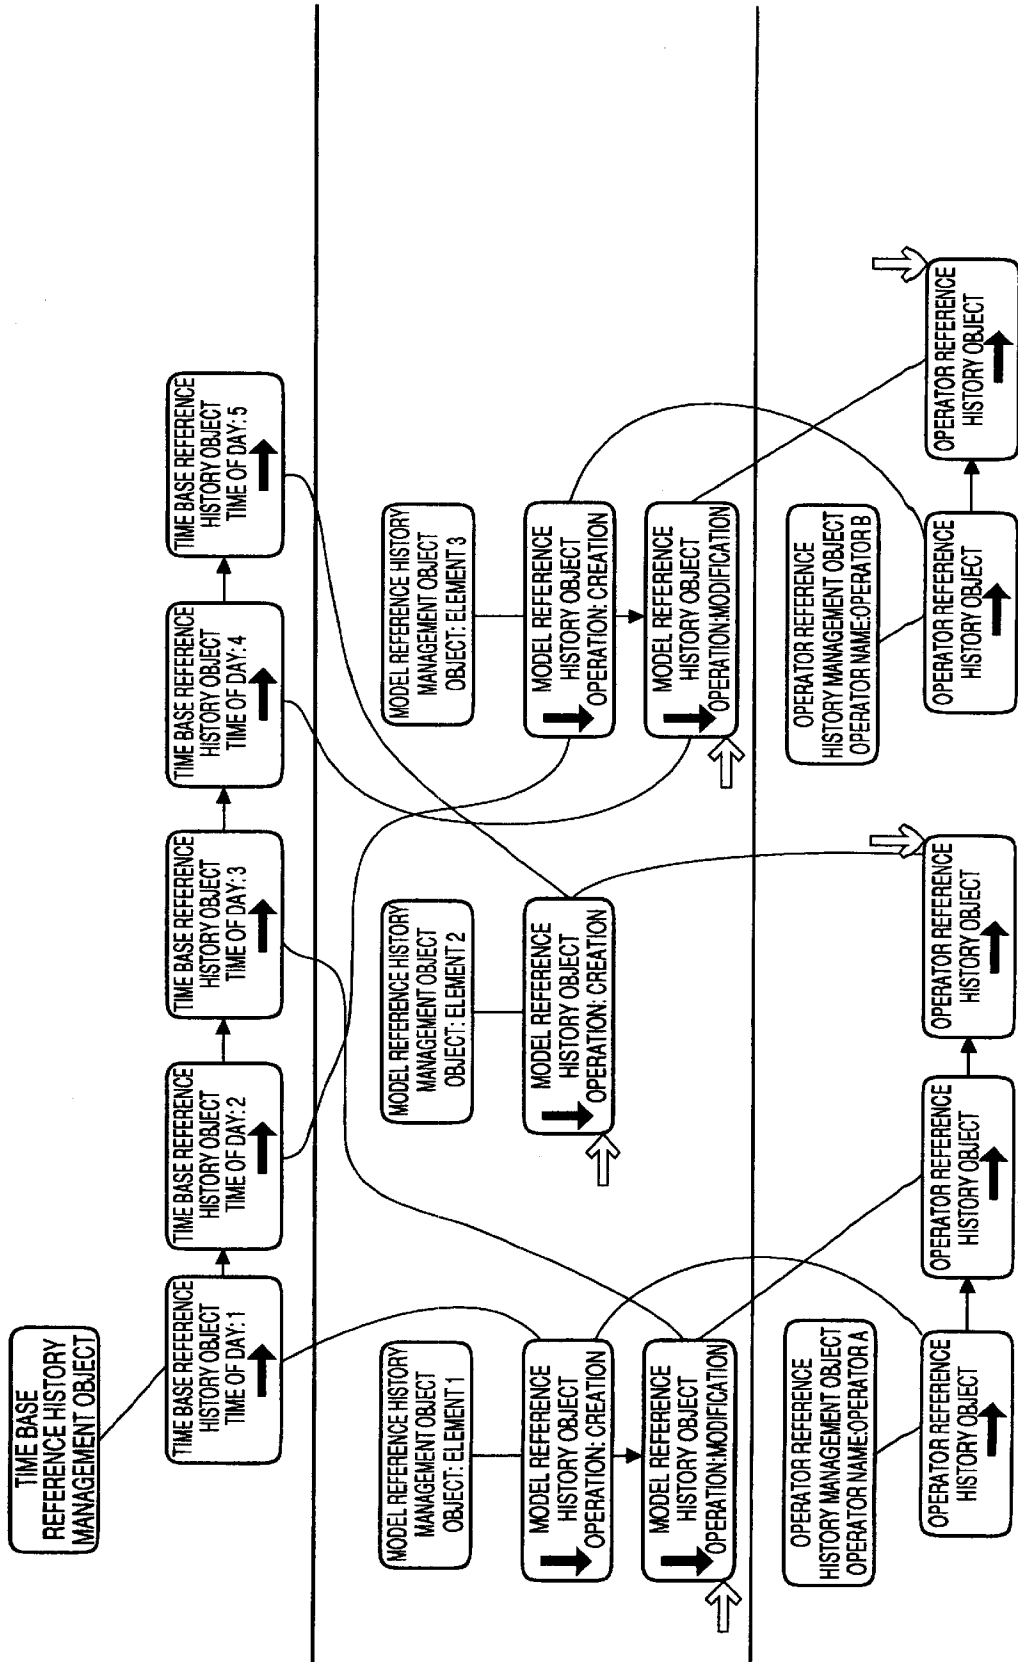 TIME BASE
REFERENCE HISTORY
MANAGEMENT OBJECT
TIME BASE REFERENCE
HISTORY OBJECT
TIME OF DAY: 1
TIME BASE REFERENCE
HISTORY OBJECT
TIME OF DAY: 2
TIME BASE REFERENCE
HISTORY OBJECT
TIME OF DAY: 3
TIME BASE REFERENCE
HISTORY OBJECT
TIME OF DAY: 4
TIME BASE REFERENCE
HISTORY OBJECT
TIME OF DAY: 5
MODEL REFERENCE HISTORY
MANAGEMENT OBJECT
OBJECT: ELEMENT 1
MODEL REFERENCE
HISTORY OBJECT
OPERATION: CREATION
MODEL REFERENCE
HISTORY OBJECT
OPERATION:MODIFICATION
MODEL REFERENCE HISTORY
MANAGEMENT OBJECT
OBJECT: ELEMENT 2
MODEL REFERENCE
HISTORY OBJECT
OPERATION: CREATION
MODEL REFERENCE HISTORY
MANAGEMENT OBJECT
OBJECT: ELEMENT 3
MODEL REFERENCE
HISTORY OBJECT
OPERATION: CREATION
MODEL REFERENCE
HISTORY OBJECT
OPERATION:MODIFICATION
OPERATOR REFERENCE
HISTORY MANAGEMENT OBJECT
OPERATOR NAME:OPERATOR A
OPERATOR REFERENCE
HISTORY OBJECT
OPERATOR REFERENCE
HISTORY OBJECT
OPERATOR REFERENCE
HISTORY OBJECT
OPERATOR REFERENCE
HISTORY MANAGEMENT OBJECT
OPERATOR NAME:OPERATOR B
OPERATOR REFERENCE
HISTORY OBJECT
OPERATOR REFERENCE
HISTORY OBJECT